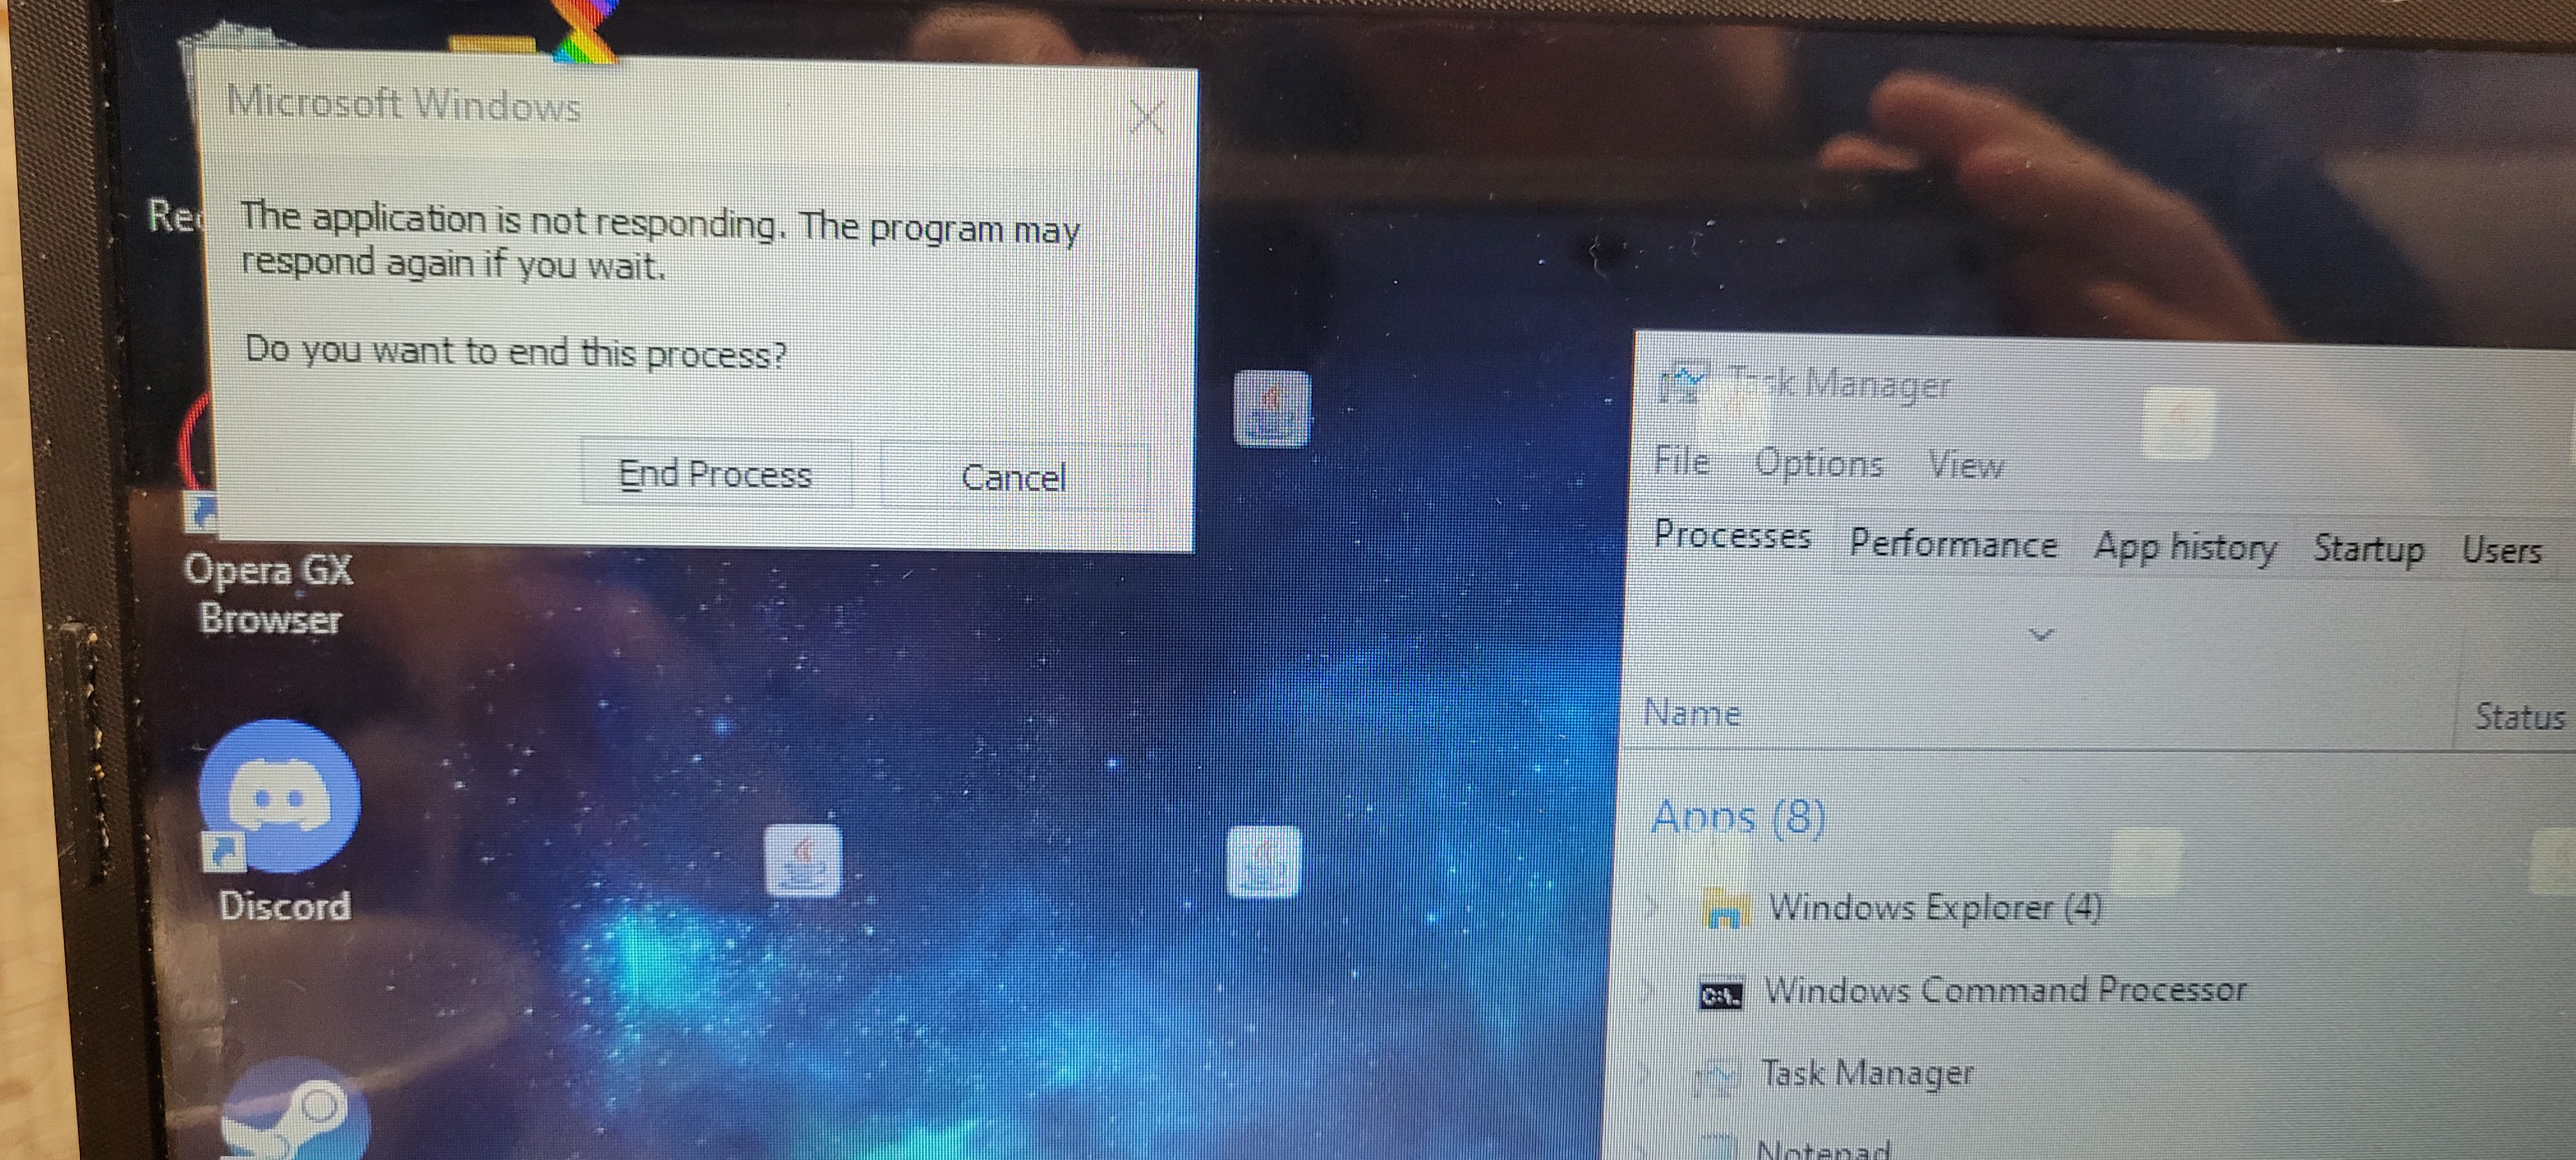 Microsoft Windows
The application is not responding. The program may
respond again if you wait.
Do you want to end this process?
End Process
Cancel
Opera GX
Browser
Discord
Task Manager
File Options View
Processes Performance App history Startup Users
Name
Status
Apps (8)
Windows Explorer (4)
Windows Command Processor
Task Manager
Notepad